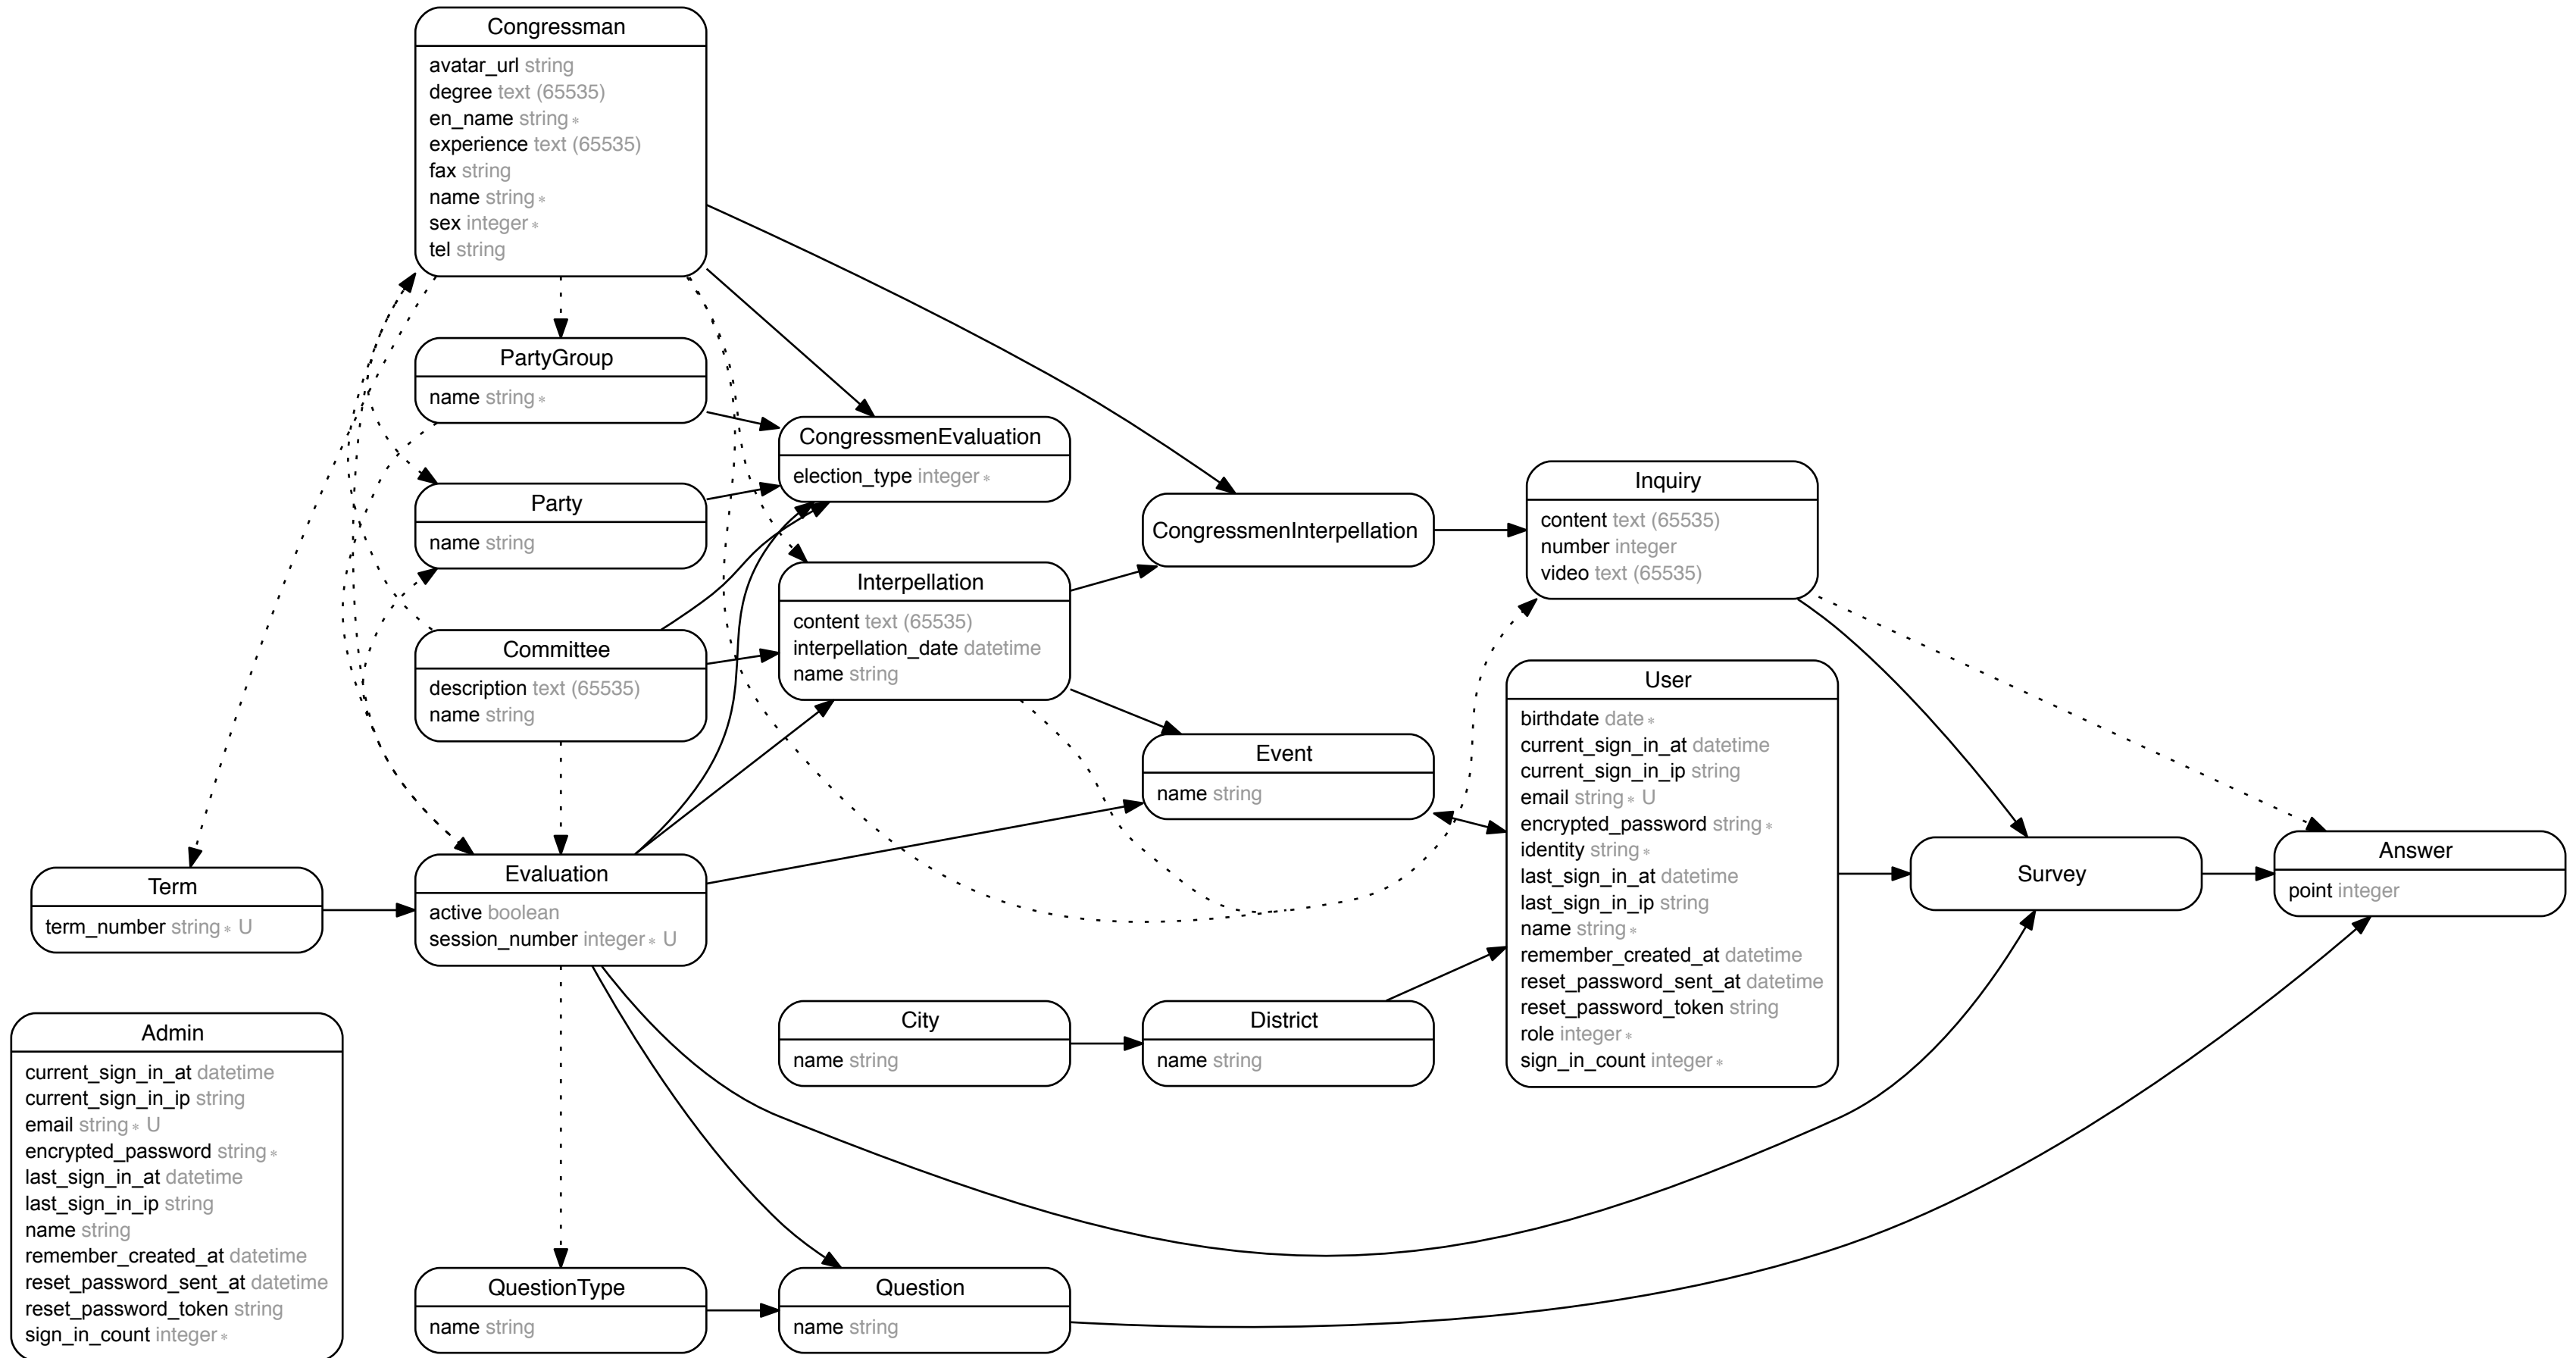 Congressman
avatar_url string
degree text (65535)
en_name string *
experience text (65535)
fax string
name string *
sex integer *
tel string
PartyGroup
name string *
Party
name string
Committee
description text (65535)
name string
Term
term_number string * U
Evaluation
active boolean
session_number integer * U
Admin
current_sign_in_at datetime
current_sign_in_ip string
email string * U
encrypted_password string *
last_sign_in_at datetime
last_sign_in_ip string
name string
remember_created_at datetime
reset_password_sent_at datetime
reset_password_token string
sign_in_count integer *
QuestionType
name string
Question
name string
CongressmenEvaluation
election_type integer *
Interpellation
content text (65535)
interpellation_date datetime
name string
CongressmenInterpellation
Event
name string
City
name string
District
name string
Inquiry
content text (65535)
number integer
video text (65535)
User
birthdate date *
current_sign_in_at datetime
current_sign_in_ip string
email string * U
encrypted_password string *
identity string *
last_sign_in_at datetime
last_sign_in_ip string
name string *
remember_created_at datetime
reset_password_sent_at datetime
reset_password_token string
role integer *
sign_in_count integer *
Survey
Answer
point integer